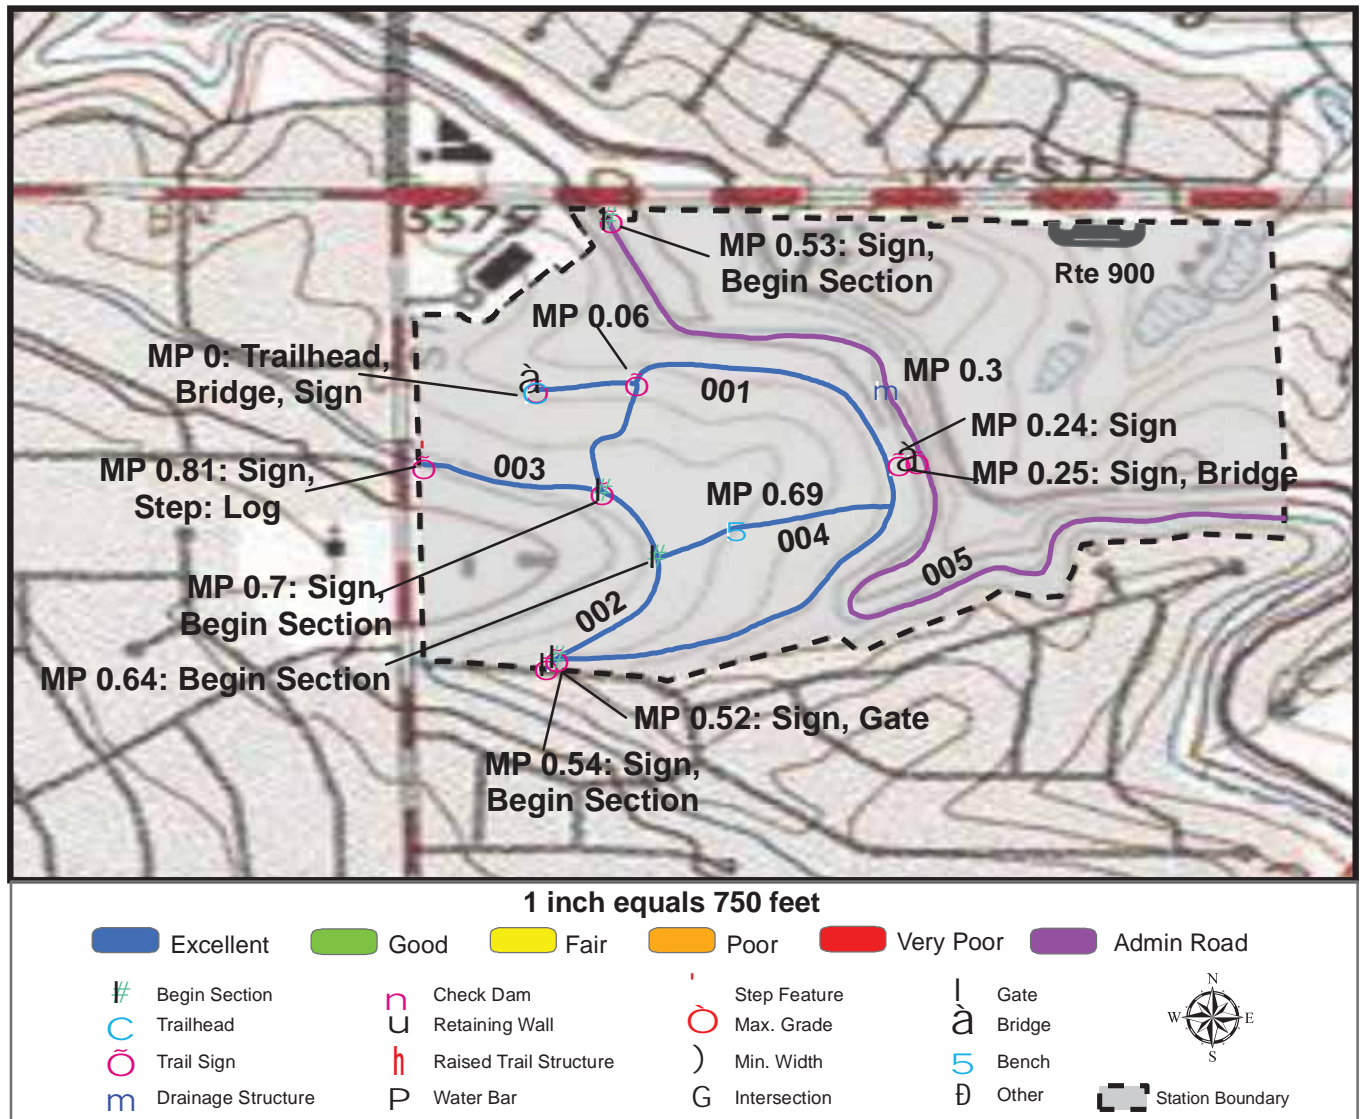 WEST
5575
MP 0.53: Sign,
Begin Section
Rte 900
MP 0.06
MP 0: Trailhead,
Bridge, Sign
à
001
m
MP 0.3
MP 0.24: Sign
à
MP 0.25: Sign, Bridge
MP 0.81: Sign,
Step: Log
003
MP 0.69
5
004
MP 0.7: Sign,
Begin Section
002
005
MP 0.64: Begin Section
MP 0.52: Sign, Gate
MP 0.54: Sign,
Begin Section
1 inch equals 750 feet
Excellent Good Fair Poor Very Poor Admin Road
# Begin Section n Check Dam ' Step Feature l Gate N
C Trailhead u Retaining Wall Ò Max. Grade à Bridge W E
Õ Trail Sign h Raised Trail Structure ) Min. Width 5 Bench S
m Drainage Structure P Water Bar G Intersection Ð Other Station Boundary